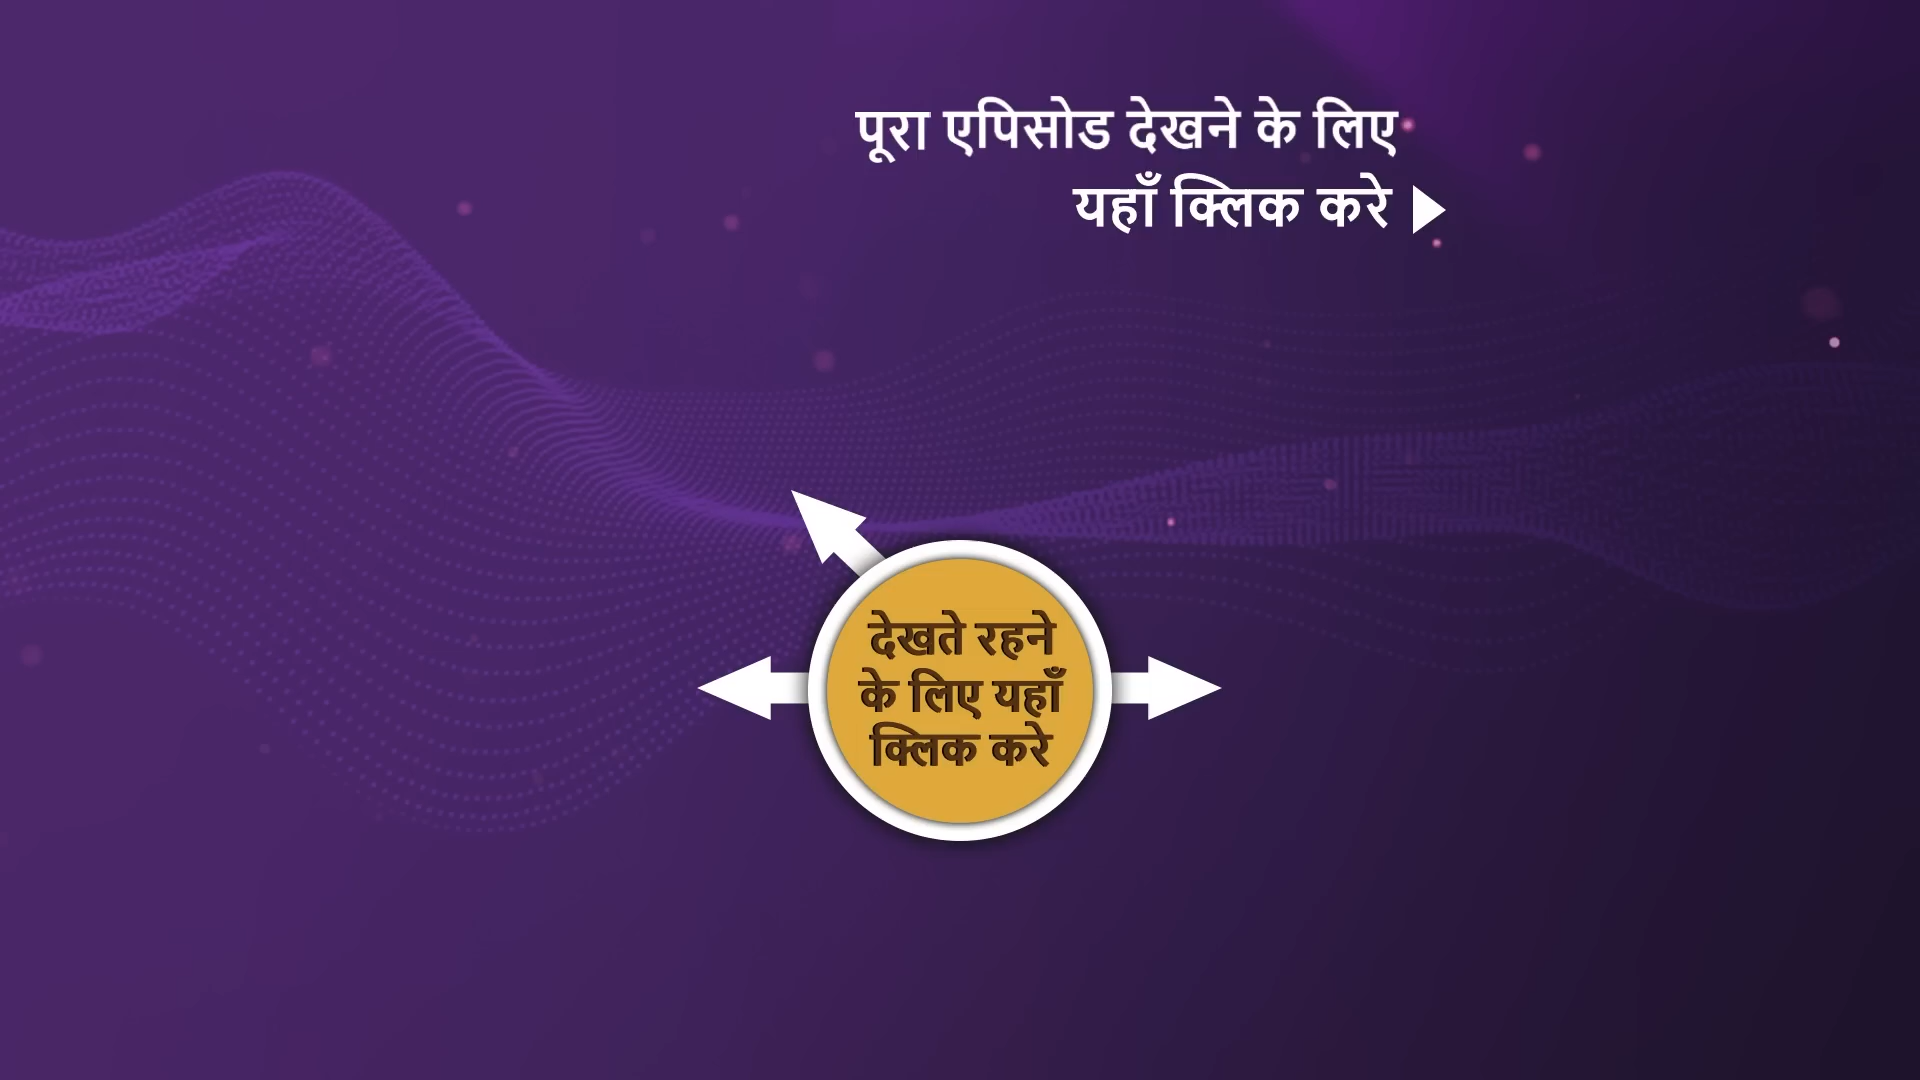 पूरा एपिसोड देखने के लिए
यहाँ क्लिक करे
देखते रहने
के लिए यहाँ
क्लिक करे